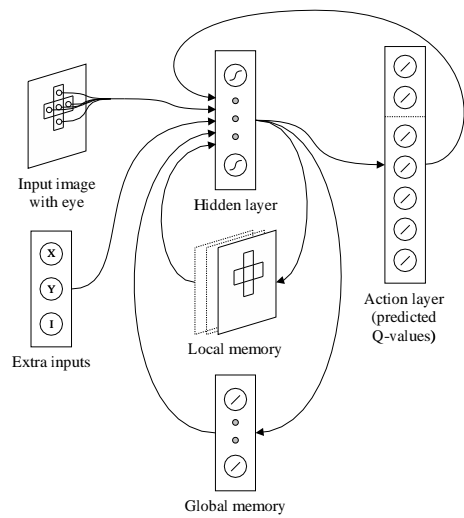 Input image
with eye
Hidden layer
X
Y
I
Extra inputs
Local memory
Action layer
(predicted
Q-values)
Global memory